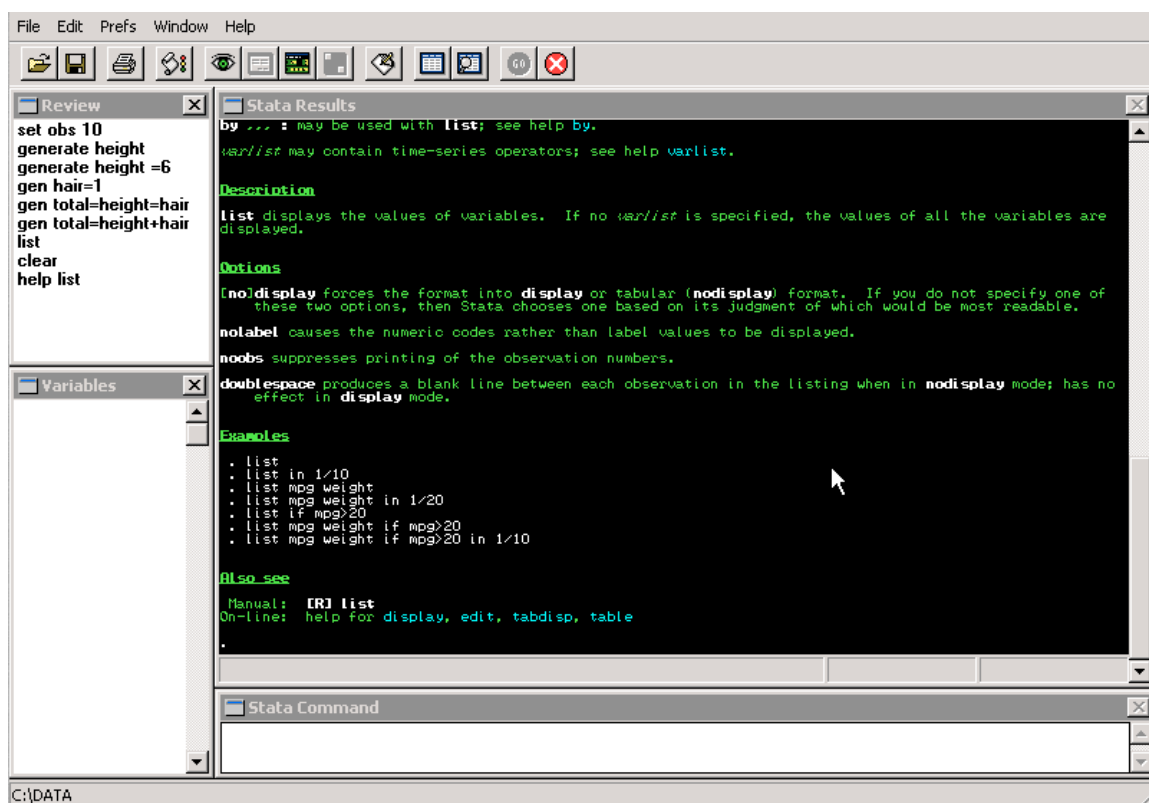 File Edit Prefs Window Help
GO
Review
set obs 10
generate height
generate height =6
gen hair=1
gen total=height=hair
gen total=height+hair
list
clear
help list
Variables
Stata Results
by ... : may be used with list; see help by.
varlist may contain time-series operators; see help varlist.
Description
list displays the values of variables. If no varlist is specified, the values of all the variables are
displayed.
Options
[no]display forces the format into display or tabular (nodisplay) format. If you do not specify one of
these two options, then Stata chooses one based on its judgment of which would be most readable.
nolabel causes the numeric codes rather than label values to be displayed.
noobs suppresses printing of the observation numbers.
doublespace produces a blank line between each observation in the listing when in nodisplay mode; has no
effect in display mode.
Examples
. list
. list in 1/10
. list mpg weight
. list mpg weight in 1/20
. list if mpg>20
. list mpg weight if mpg>20
. list mpg weight if mpg>20 in 1/10
Also see
Manual: [R] list
On-line: help for display, edit, tabdisp, table
.
Stata Command
C:\DATA